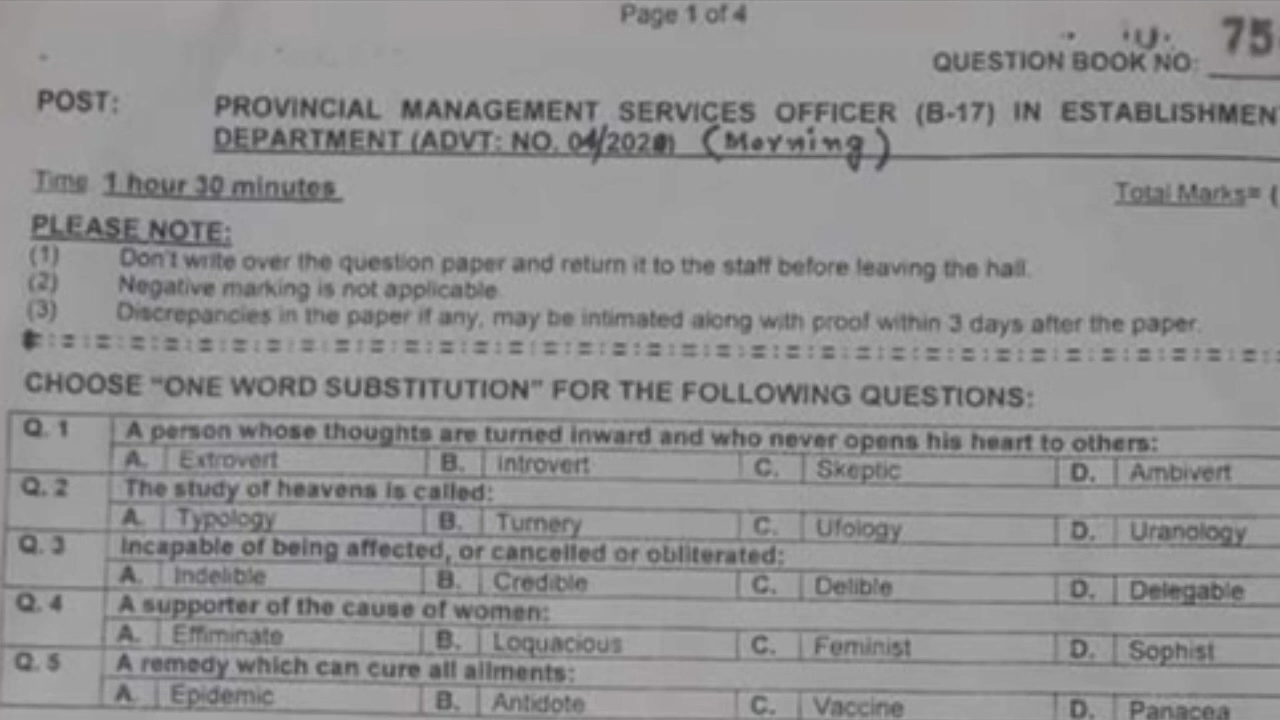 Page 1 of 4
QUESTION BOOK NO: 75
POST: PROVINCIAL MANAGEMENT SERVICES OFFICER (B-17) IN ESTABLISHMEN
DEPARTMENT (ADVT: NO. 04/2020) (Morning)
Time 1 hour 30 minutes Total Marks= (
PLEASE NOTE:
(1) Don't write over the question paper and return it to the staff before leaving the hall.
(2) Negative marking is not applicable
(3) Discrepancies in the paper if any, may be intimated along with proof within 3 days after the paper.
CHOOSE "ONE WORD SUBSTITUTION" FOR THE FOLLOWING QUESTIONS:
Q. 1 A person whose thoughts are turned inward and who never opens his heart to others:
A. Extrovert B. Introvert C. Skeptic D. Ambivert
Q. 2 The study of heavens is called:
A. Typology B. Turnery C. Ufology D. Uranology
Q. 3 Incapable of being affected, or cancelled or obliterated:
A. Indelible B. Credible C. Delible D. Delegable
Q. 4 A supporter of the cause of women:
A. Effiminate B. Loquacious C. Feminist D. Sophist
Q. 5 A remedy which can cure all ailments:
A. Epidemic B. Antidote C. Vaccine D. Panacea